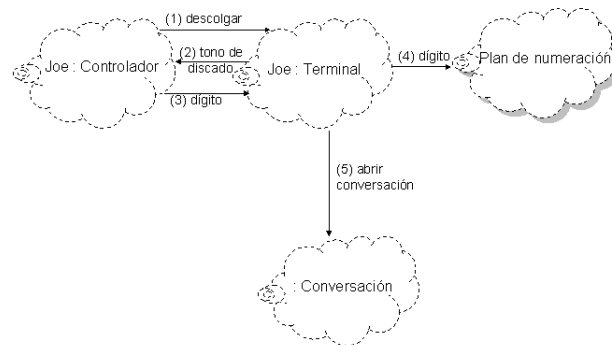 (1) descolgar
Joe : Controlador
(2) tono de
discado
(3) dígito
Joe : Terminal
(4) dígito
Plan de numeración
(5) abrir
conversación
: Conversación